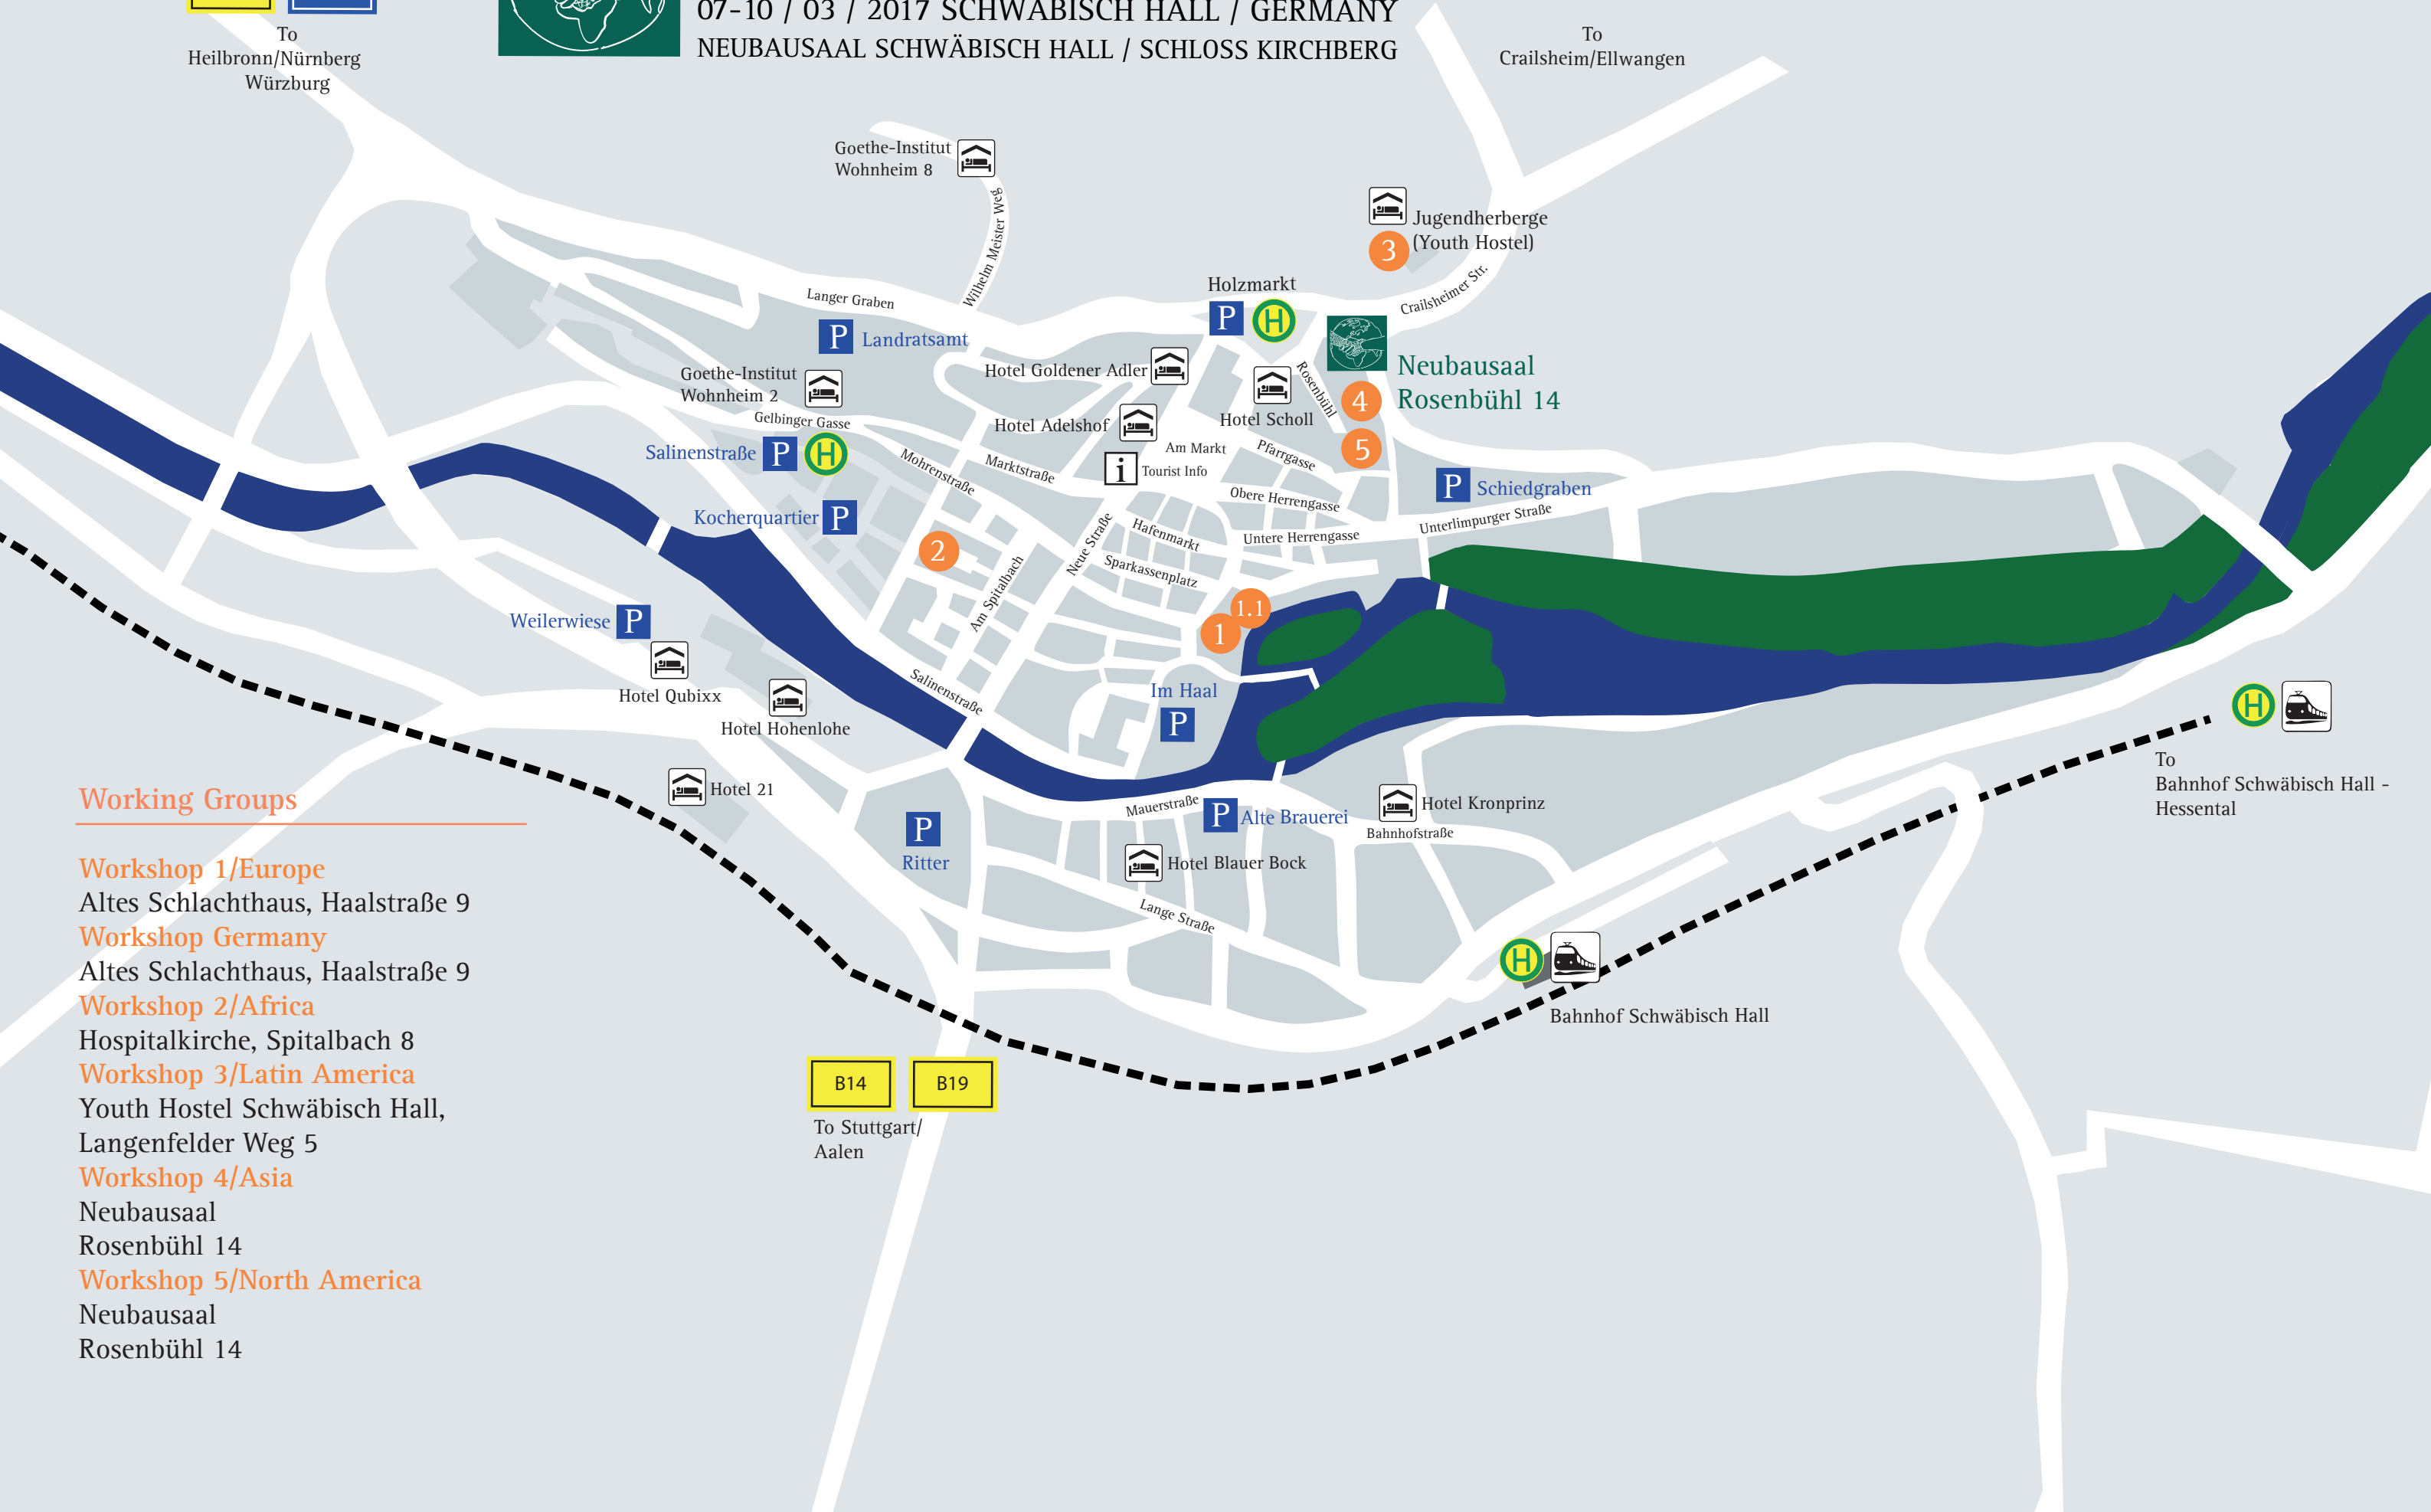 07-10 / 03 / 2017 SCHWÄBISCH HALL / GERMANY
NEUBAUSAAL SCHWÄBISCH HALL / SCHLOSS KIRCHBERG
To
Heilbronn/Nürnberg
Würzburg
To
Crailsheim/Ellwangen
Goethe-Institut
Wohnheim 8
Wilhelm Meister Weg
Jugendherberge
(Youth Hostel)
3
Crailsheimer Str.
Holzmarkt
P
H
Langer Graben
P
Landratsamt
Neubausaal
Rosenbühl 14
Rosenbühl
4
5
Goethe-Institut
Wohnheim 2
Gelbinger Gasse
Hotel Goldener Adler
Hotel Scholl
Hotel Adelshof
Am Markt
i
Tourist Info
Pfarrgasse
Salinenstraße
P
H
Mohrenstraße
Marktstraße
Obere Herrengasse
P
Schiedgraben
Unterlimpurger Straße
Kocherquartier
P
2
Neue Straße
Hafenmarkt
Untere Herrengasse
Sparkassenplatz
Am Spitalbach
1.1
1
Weilerwiese
P
Hotel Qubixx
Hotel Hohenlohe
Salinenstraße
Im Haal
P
H
To
Bahnhof Schwäbisch Hall -
Hessental
Hotel 21
P
Ritter
Mauerstraße
P
Alte Brauerei
Hotel Kronprinz
Bahnhofstraße
Hotel Blauer Bock
Lange Straße
H
Bahnhof Schwäbisch Hall
B14
B19
To Stuttgart/
Aalen
Working Groups
Workshop 1/Europe
Altes Schlachthaus, Haalstraße 9
Workshop Germany
Altes Schlachthaus, Haalstraße 9
Workshop 2/Africa
Hospitalkirche, Spitalbach 8
Workshop 3/Latin America
Youth Hostel Schwäbisch Hall,
Langenfelder Weg 5
Workshop 4/Asia
Neubausaal
Rosenbühl 14
Workshop 5/North America
Neubausaal
Rosenbühl 14